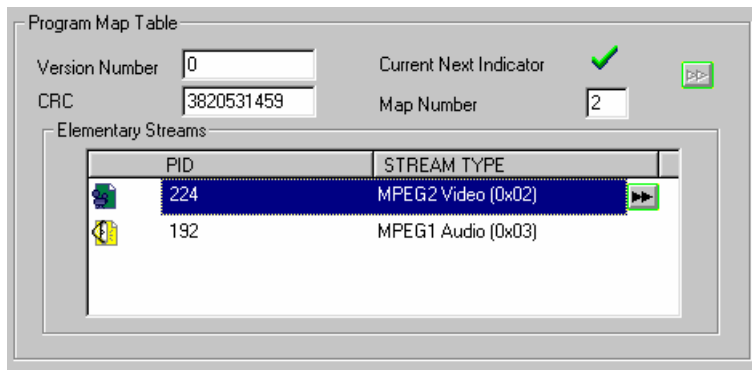 Program Map Table
Version Number 0 Current Next Indicator
CRC 3820531459 Map Number 2
Elementary Streams
PID STREAM TYPE
224 MPEG2 Video (0x02)
192 MPEG1 Audio (0x03)